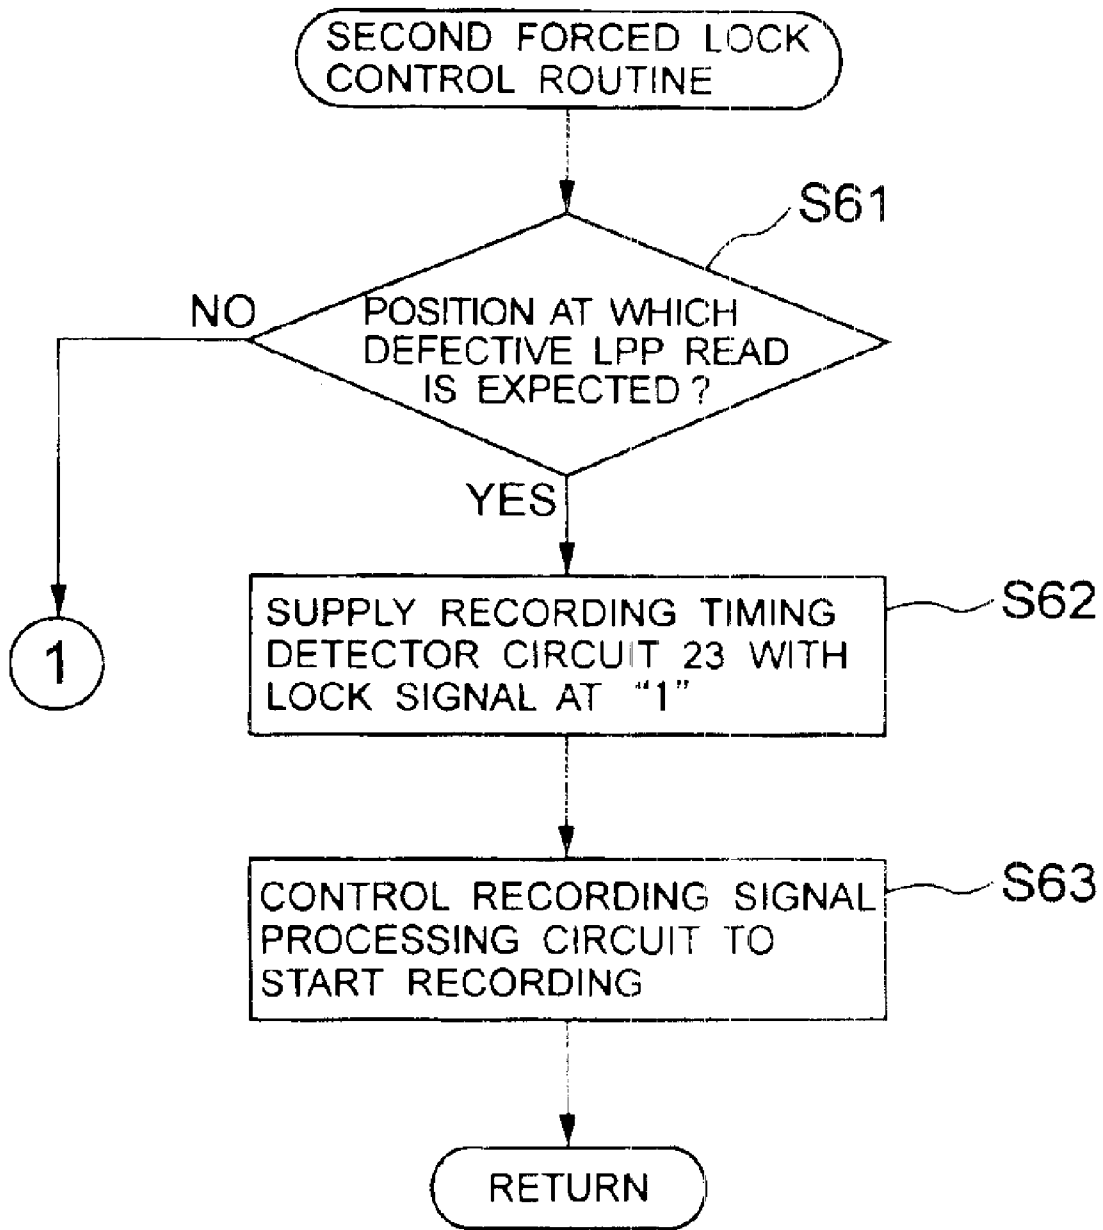 SECOND FORCED LOCK
CONTROL ROUTINE
S61
NO
POSITION AT WHICH
DEFECTIVE LPP READ
IS EXPECTED ?
YES
1
SUPPLY RECORDING TIMING
DETECTOR CIRCUIT 23 WITH
LOCK SIGNAL AT "1"
S62
CONTROL RECORDING SIGNAL
PROCESSING CIRCUIT TO
START RECORDING
S63
RETURN